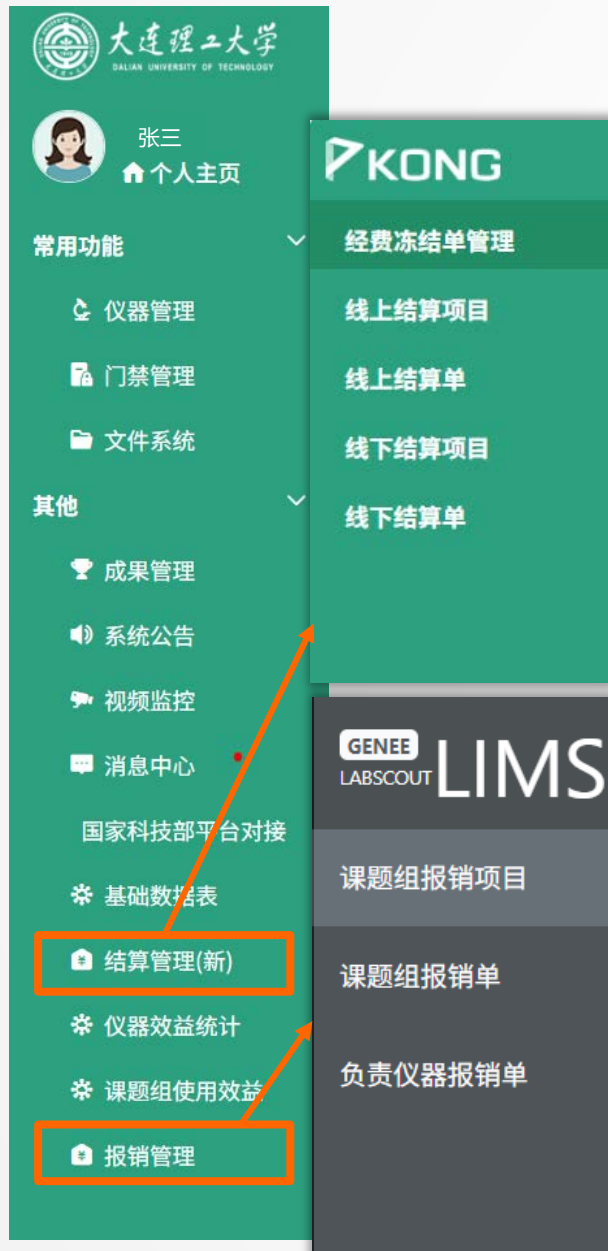 大连理工大学
DALIAN UNIVERSITY OF TECHNOLOGY
张三
个人主页
常用功能
仪器管理
门禁管理
文件系统
其他
成果管理
系统公告
视频监控
消息中心
国家科技部平台对接
基础数据表
结算管理(新)
仪器效益统计
课题组使用效益
报销管理
PKONG
经费冻结单管理
线上结算项目
线上结算单
线下结算项目
线下结算单
GENEE
LABSCOUT LIMS
课题组报销项目
课题组报销单
负责仪器报销单